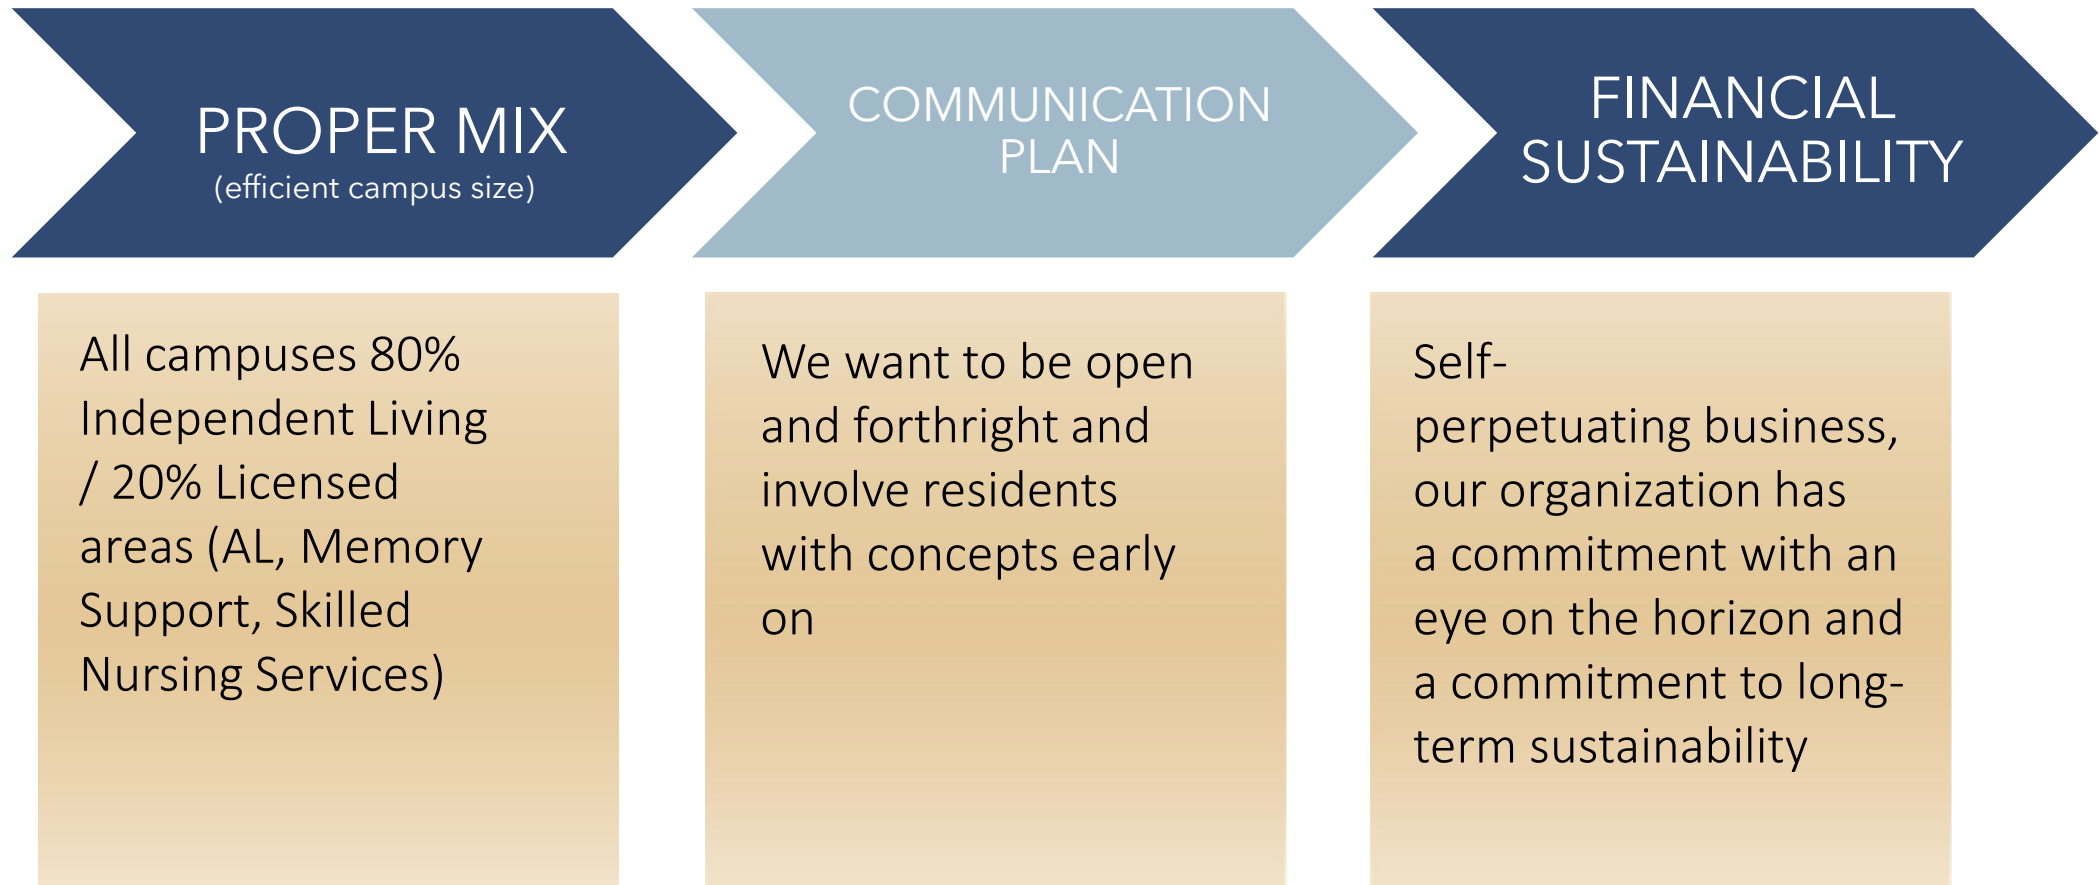 PROPER MIX
(efficient campus size)
COMMUNICATION
PLAN
FINANCIAL
SUSTAINABILITY
All campuses 80%
Independent Living
/ 20% Licensed
areas (AL, Memory
Support, Skilled
Nursing Services)
We want to be open
and forthright and
involve residents
with concepts early
on
Self-
perpetuating business,
our organization has
a commitment with an
eye on the horizon and
a commitment to long-
term sustainability